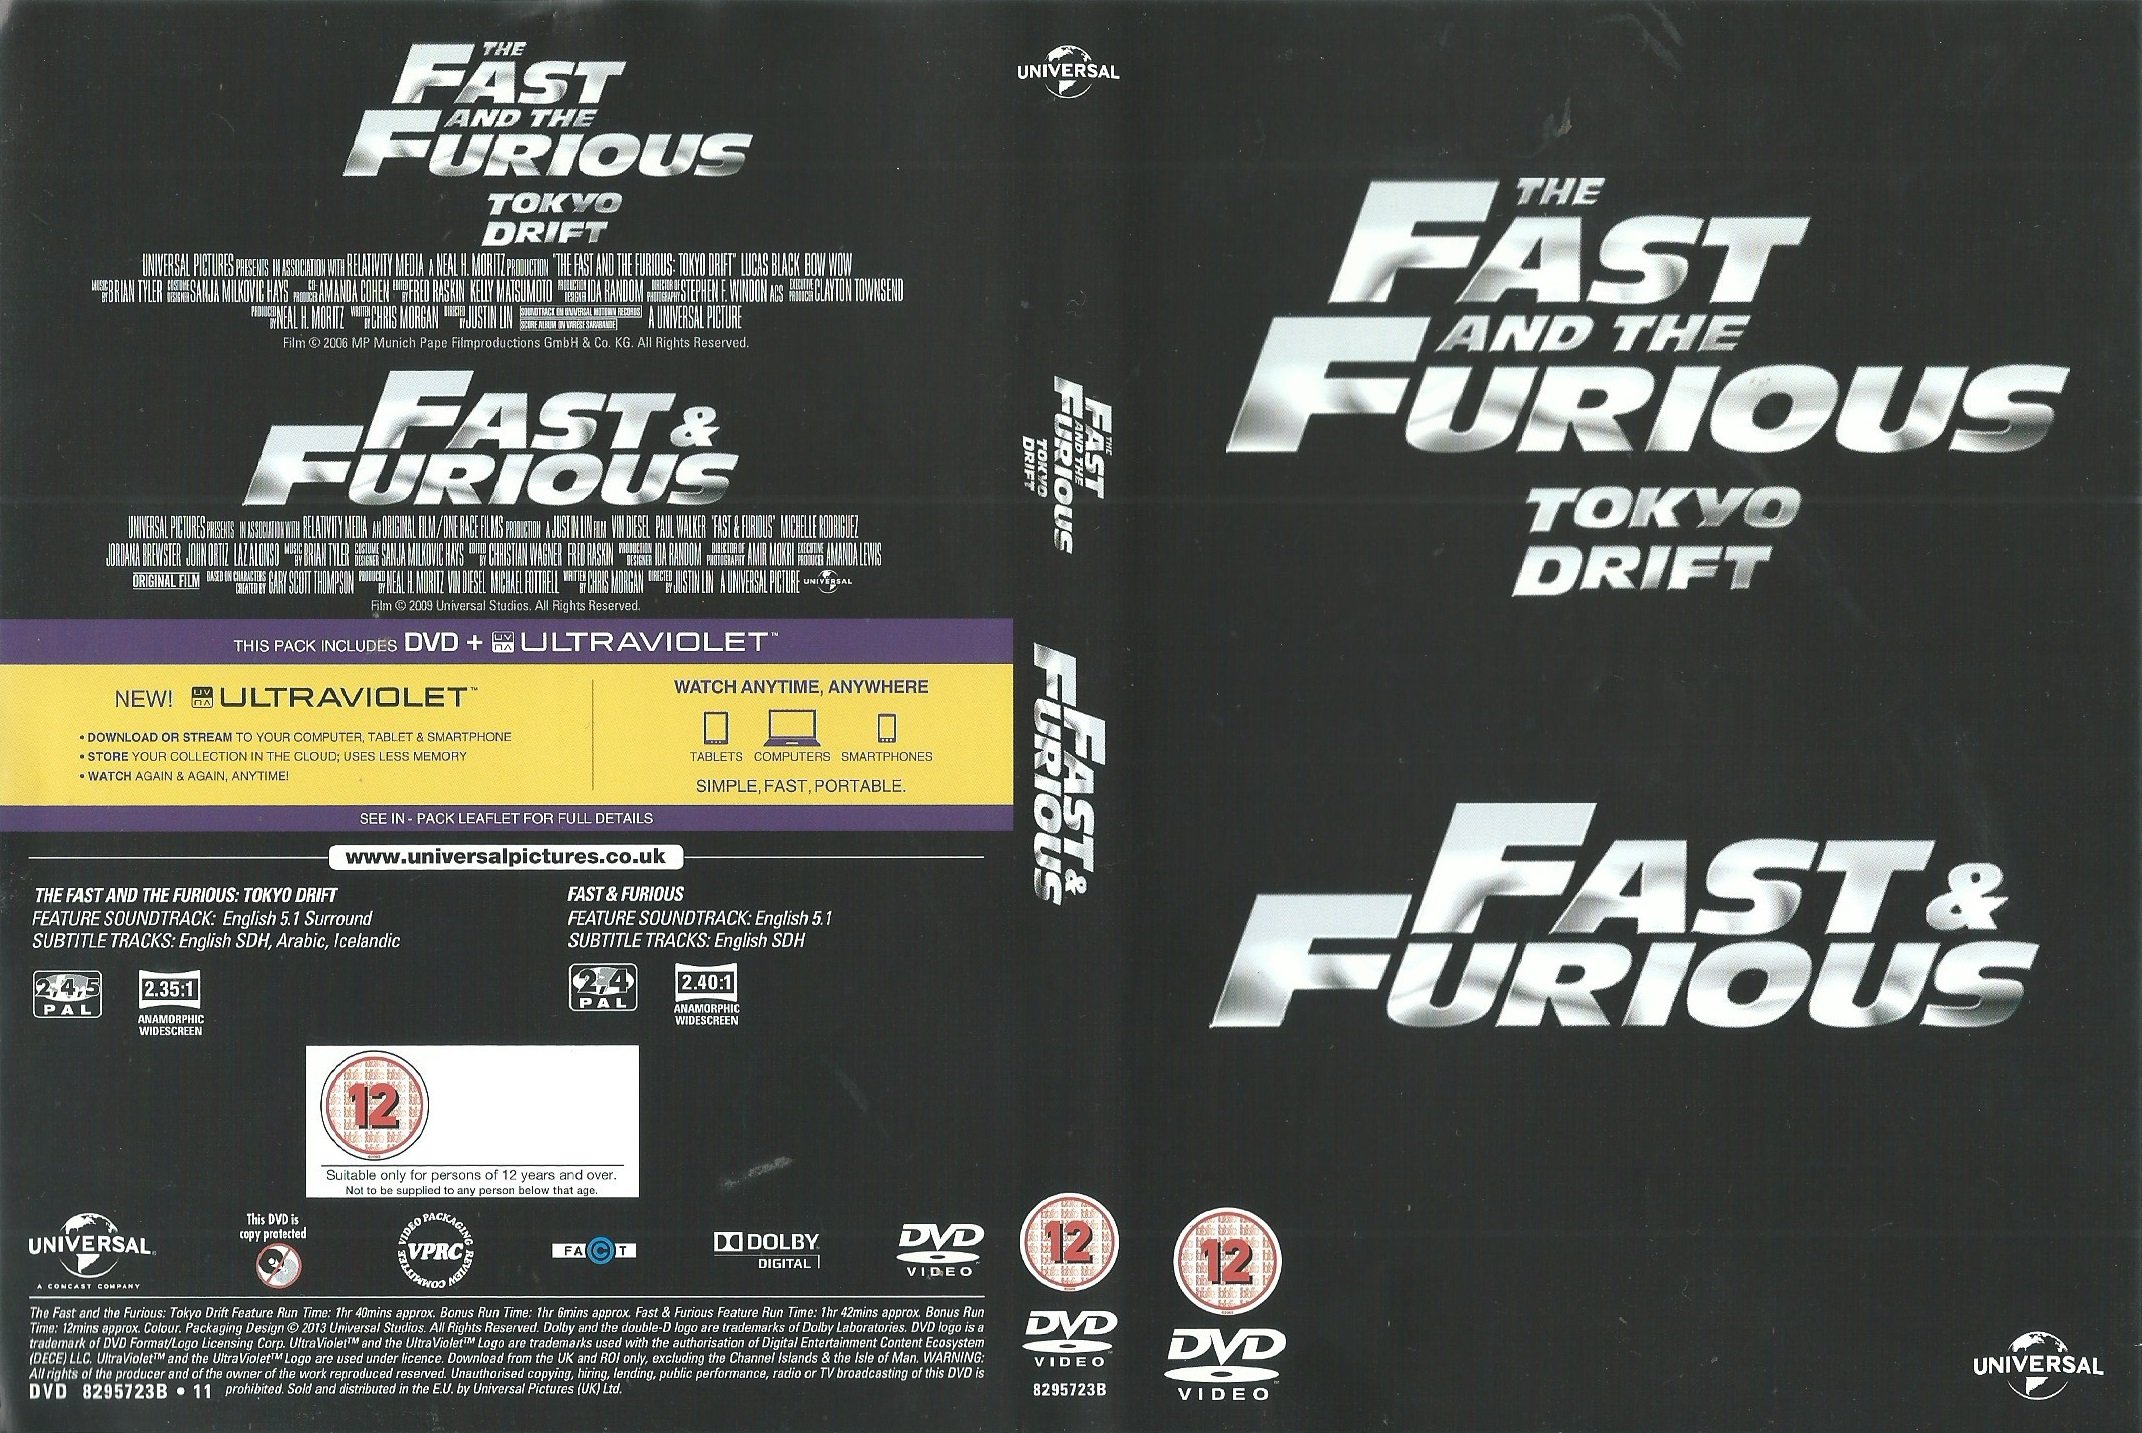 THE
FAST
AND THE
FURIOUS
TOKYO
DRIFT
UNIVERSAL PICTURES PRESENTS IN ASSOCIATION WITH RELATIVITY MEDIA A NEAL H. MORITZ PRODUCTION "THE FAST AND THE FURIOUS: TOKYO DRIFT" LUCAS BLACK BOW WOW
MUSIC BY BRIAN TYLER COSTUME DESIGNER SANJA MILKOVIC HAYS CO-PRODUCER AMANDA COHEN EDITED BY FRED RASKIN KELLY MATSUMOTO PRODUCTION DESIGNER IDA RANDOM DIRECTOR OF PHOTOGRAPHY STEPHEN F. WINDON ACS EXECUTIVE PRODUCER CLAYTON TOWNSEND
PRODUCED BY NEAL H. MORITZ WRITTEN BY CHRIS MORGAN DIRECTED BY JUSTIN LIN SOUNDTRACK ON UNIVERSAL MOTOWN RECORDS SCORE ALBUM ON VARESE SARABANDE A UNIVERSAL PICTURE
Film © 2006 MP Munich Pape Filmproductions GmbH & Co. KG. All Rights Reserved.
FAST &
FURIOUS
UNIVERSAL PICTURES PRESENTS IN ASSOCIATION WITH RELATIVITY MEDIA AN ORIGINAL FILM/ONE RACE FILMS PRODUCTION A JUSTIN LIN FILM VIN DIESEL PAUL WALKER "FAST & FURIOUS" MICHELLE RODRIGUEZ
JORDANA BREWSTER JOHN ORTIZ LAZ ALONSO MUSIC BY BRIAN TYLER COSTUME DESIGNER SANJA MILKOVIC HAYS EDITED BY CHRISTIAN WAGNER FRED RASKIN PRODUCTION DESIGNER IDA RANDOM DIRECTOR OF PHOTOGRAPHY AMIR MOKRI EXECUTIVE PRODUCER AMANDA LEWIS
ORIGINAL FILM BASED ON CHARACTERS CREATED BY GARY SCOTT THOMPSON PRODUCED BY NEAL H. MORITZ VIN DIESEL MICHAEL FOTTRELL WRITTEN BY CHRIS MORGAN DIRECTED BY JUSTIN LIN A UNIVERSAL PICTURE UNIVERSAL
Film © 2009 Universal Studios. All Rights Reserved.
THIS PACK INCLUDES DVD + UV ULTRAVIOLET™
NEW! UV ULTRAVIOLET™
• DOWNLOAD OR STREAM TO YOUR COMPUTER, TABLET & SMARTPHONE
• STORE YOUR COLLECTION IN THE CLOUD; USES LESS MEMORY
• WATCH AGAIN & AGAIN, ANYTIME!
WATCH ANYTIME, ANYWHERE
TABLETS COMPUTERS SMARTPHONES
SIMPLE, FAST, PORTABLE.
SEE IN - PACK LEAFLET FOR FULL DETAILS
www.universalpictures.co.uk
THE FAST AND THE FURIOUS: TOKYO DRIFT
FEATURE SOUNDTRACK: English 5.1 Surround
SUBTITLE TRACKS: English SDH, Arabic, Icelandic
2,4,5
PAL
2.35:1
ANAMORPHIC
WIDESCREEN
FAST & FURIOUS
FEATURE SOUNDTRACK: English 5.1
SUBTITLE TRACKS: English SDH
2,4
PAL
2.40:1
ANAMORPHIC
WIDESCREEN
12
Suitable only for persons of 12 years and over.
Not to be supplied to any person below that age.
UNIVERSAL
A COMCAST COMPANY
This DVD is
copy protected
VIDEO PACKAGING REVIEW COMMITTEE
VPRC
FACT
DOLBY
DIGITAL
DVD
VIDEO™
The Fast and the Furious: Tokyo Drift Feature Run Time: 1hr 40mins approx. Bonus Run Time: 1hr 6mins approx. Fast & Furious Feature Run Time: 1hr 42mins approx. Bonus Run
Time: 12mins approx. Colour. Packaging Design © 2013 Universal Studios. All Rights Reserved. Dolby and the double-D logo are trademarks of Dolby Laboratories. DVD logo is a
trademark of DVD Format/Logo Licensing Corp. UltraViolet™ and the UltraViolet™ Logo are trademarks used with the authorisation of Digital Entertainment Content Ecosystem
(DECE) LLC. UltraViolet™ and the UltraViolet™ Logo are used under licence. Download from the UK and ROI only, excluding the Channel Islands & the Isle of Man. WARNING:
All rights of the producer and of the owner of the work reproduced reserved. Unauthorised copying, hiring, lending, public performance, radio or TV broadcasting of this DVD is
DVD 8295723B • 11 prohibited. Sold and distributed in the E.U. by Universal Pictures (UK) Ltd.
UNIVERSAL
THE
FAST
AND THE
FURIOUS
TOKYO
DRIFT
FAST &
FURIOUS
12
DVD
VIDEO™
8295723B
THE
FAST
AND THE
FURIOUS
TOKYO
DRIFT
FAST &
FURIOUS
12
DVD
VIDEO™
UNIVERSAL